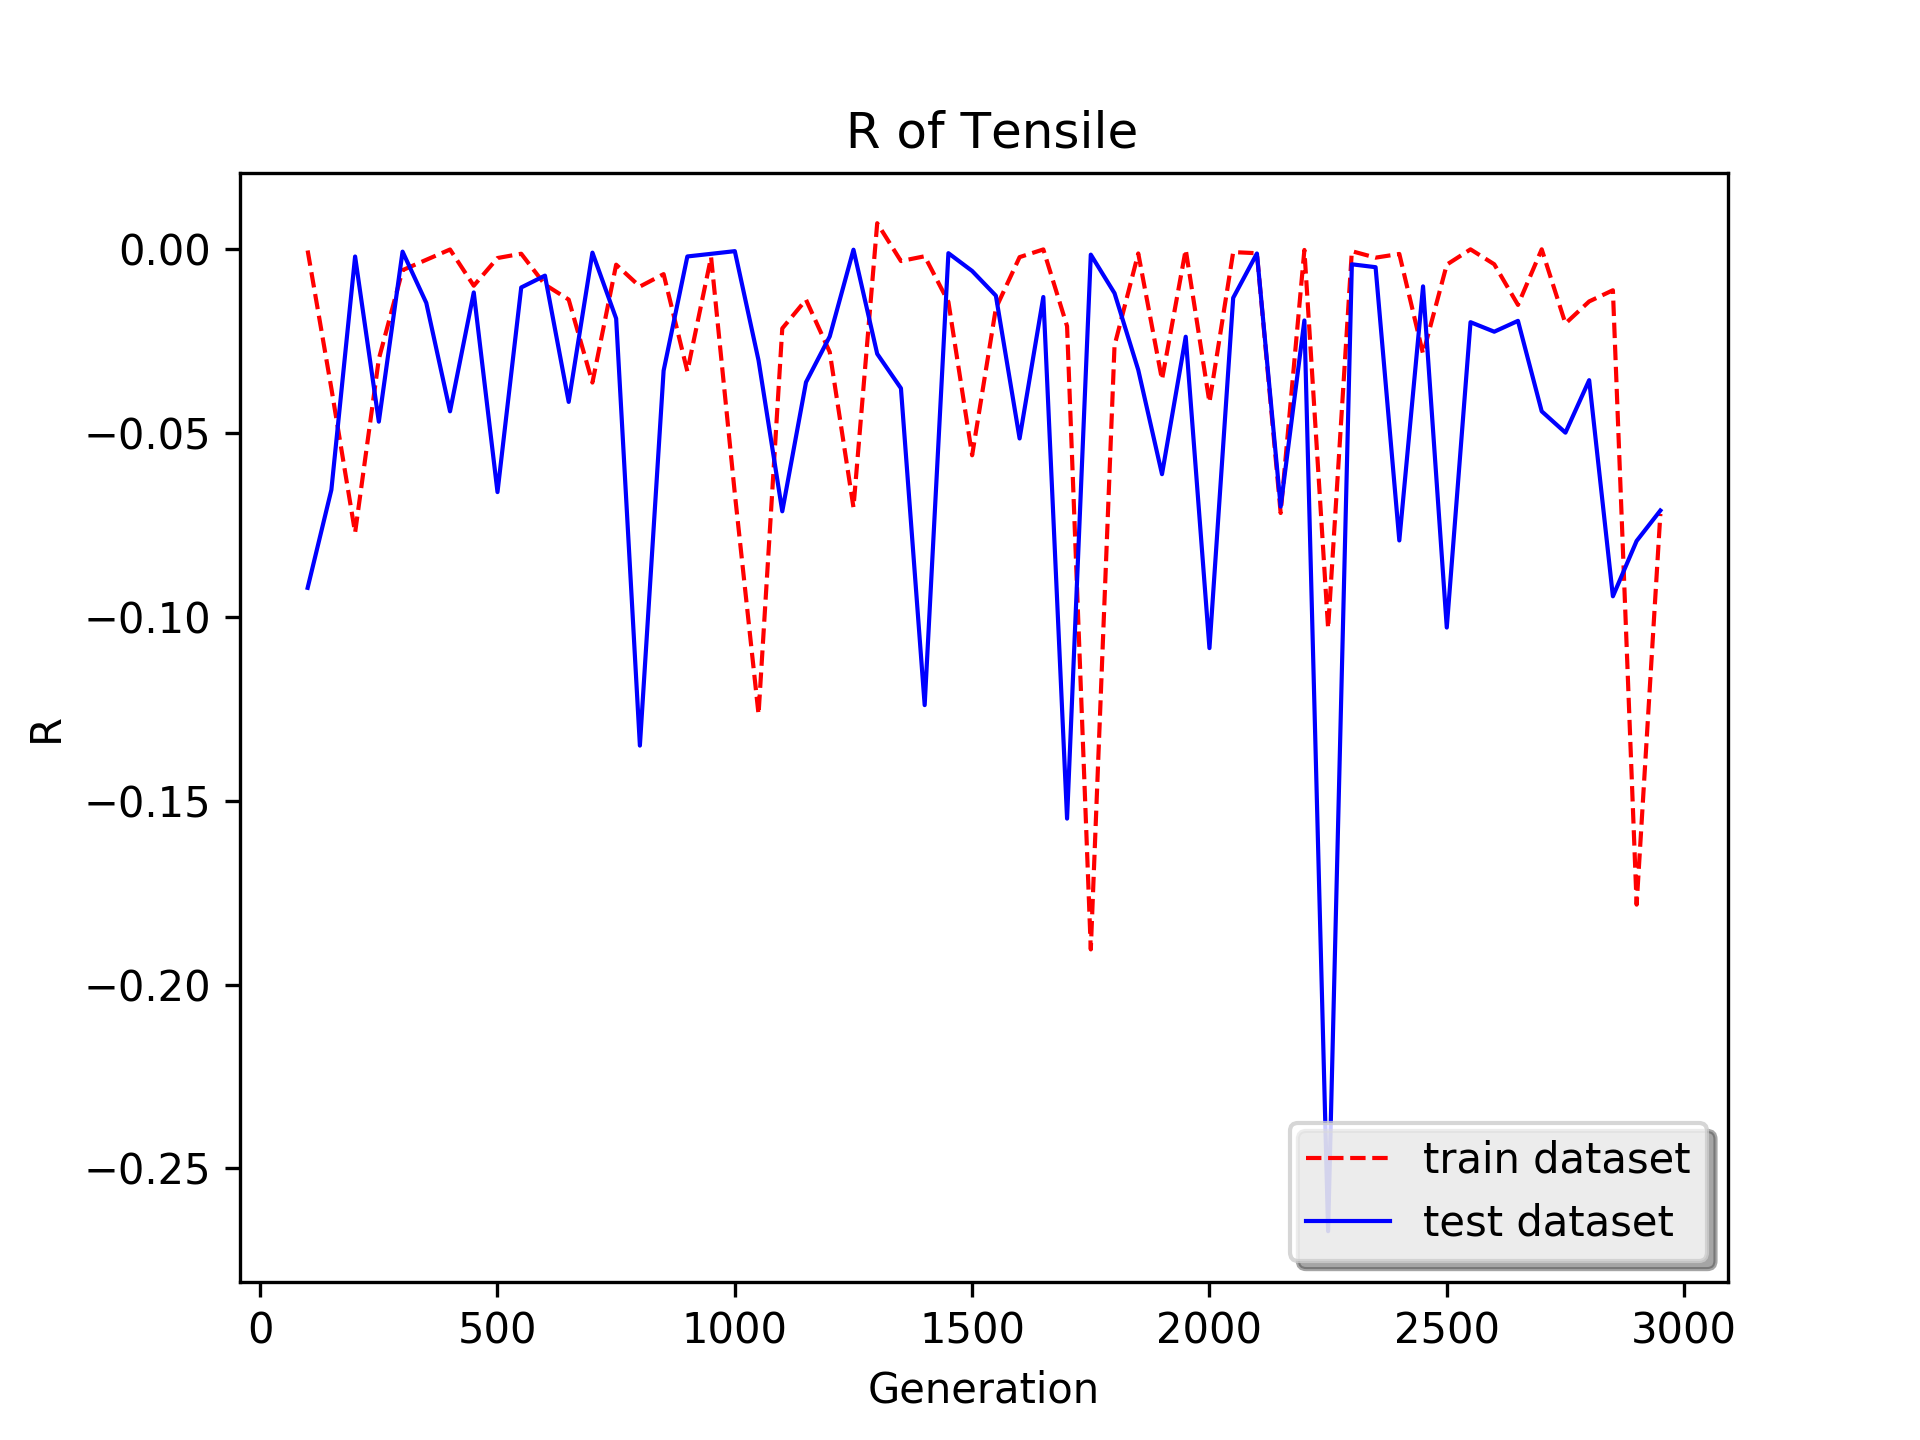 R of Tensile
0.00
−0.05
−0.10
−0.15
−0.20
−0.25
R
train dataset
test dataset
0 500 1000 1500 2000 2500 3000
Generation